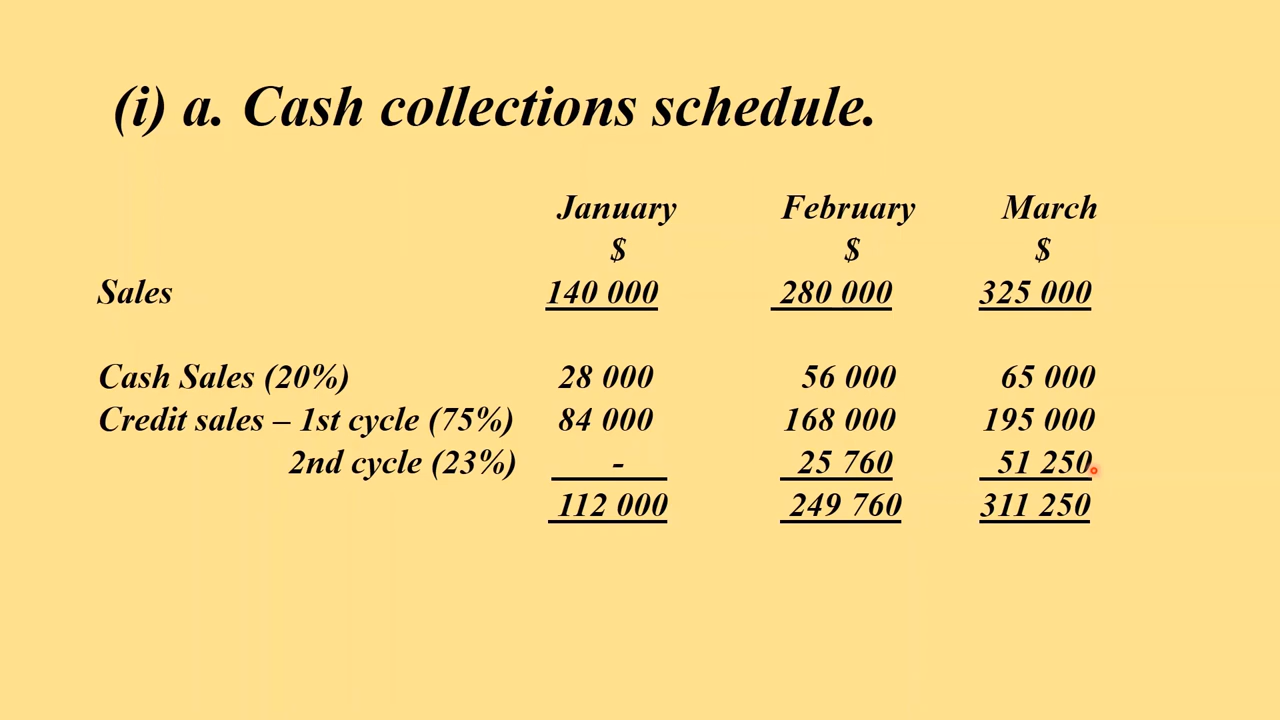 (i) a. Cash collections schedule.
January February March
$ $ $
Sales 140 000 280 000 325 000
Cash Sales (20%) 28 000 56 000 65 000
Credit sales – 1st cycle (75%) 84 000 168 000 195 000
2nd cycle (23%) - 25 760 51 250
112 000 249 760 311 250